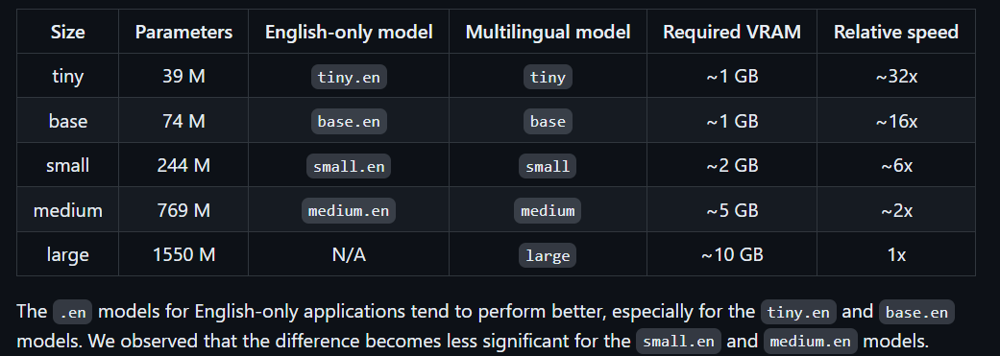 Size Parameters English-only model Multilingual model Required VRAM Relative speed
tiny 39 M tiny.en tiny ~1 GB ~32x
base 74 M base.en base ~1 GB ~16x
small 244 M small.en small ~2 GB ~6x
medium 769 M medium.en medium ~5 GB ~2x
large 1550 M N/A large ~10 GB 1x
The .en models for English-only applications tend to perform better, especially for the tiny.en and base.en
models. We observed that the difference becomes less significant for the small.en and medium.en models.